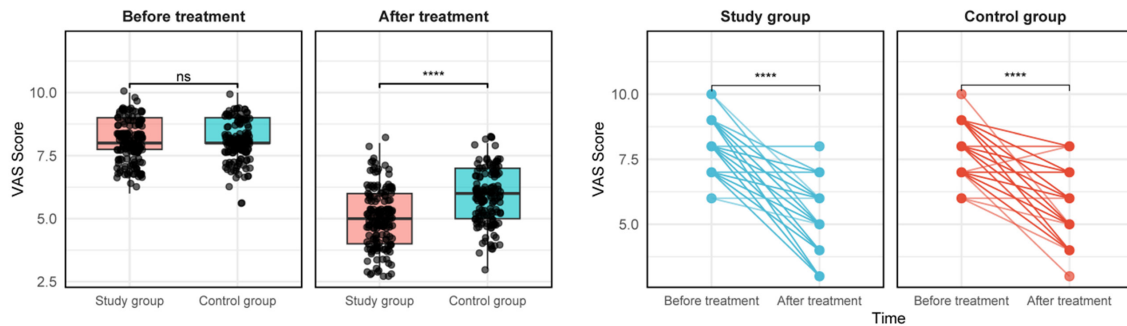 Before treatment
After treatment
Study group
Control group
VAS Score
10.0
7.5
5.0
2.5
ns
****
Study group
Control group
Study group
Control group
VAS Score
10.0
7.5
5.0
****
****
Before treatment
After treatment
Before treatment
After treatment
Time